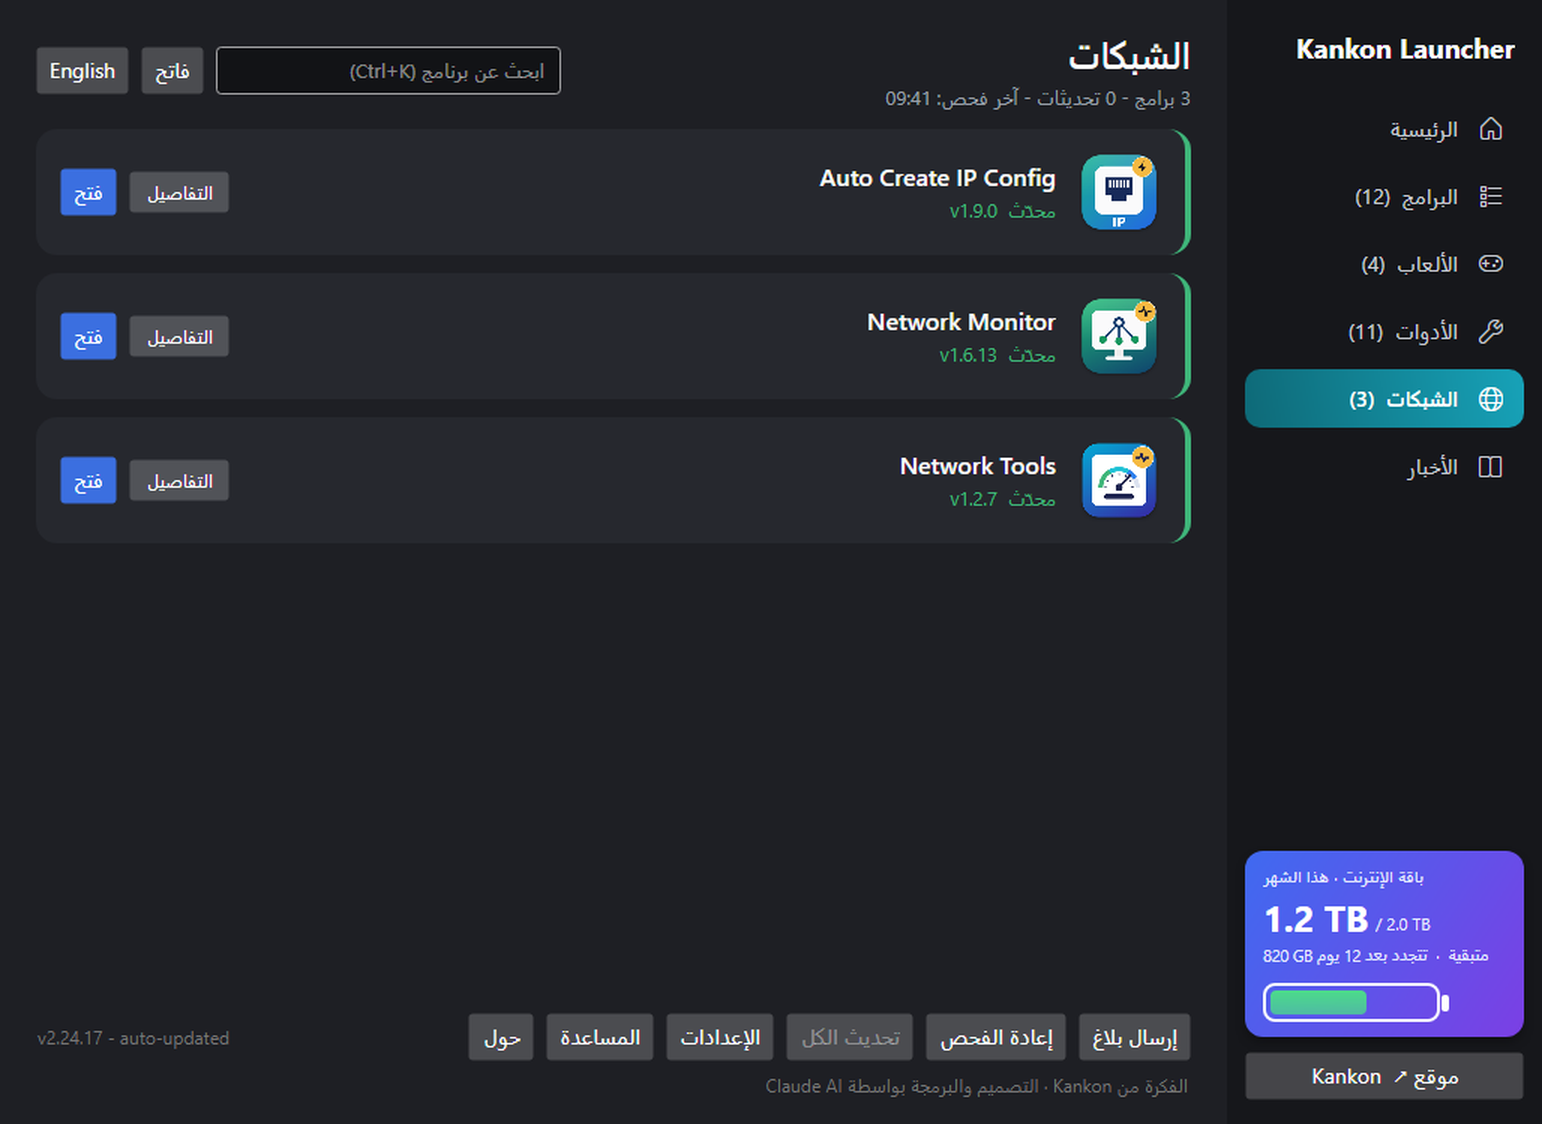 Kankon Launcher
الرئيسية
البرامج (12)
الألعاب (4)
الأدوات (11)
الشبكات (3)
الأخبار
باقة الإنترنت · هذا الشهر
1.2 TB / 2.0 TB
820 GB متبقية · تتجدد بعد 12 يوم
موقع Kankon ↗
الشبكات
3 برامج - 0 تحديثات - آخر فحص: 09:41
ابحث عن برنامج (Ctrl+K)
فاتح
English
IP
Auto Create IP Config
محدّث v1.9.0
التفاصيل
فتح
Network Monitor
محدّث v1.6.13
التفاصيل
فتح
Network Tools
محدّث v1.2.7
التفاصيل
فتح
إرسال بلاغ
إعادة الفحص
تحديث الكل
الإعدادات
المساعدة
حول
v2.24.17 - auto-updated
الفكرة من Kankon · التصميم والبرمجة بواسطة Claude AI